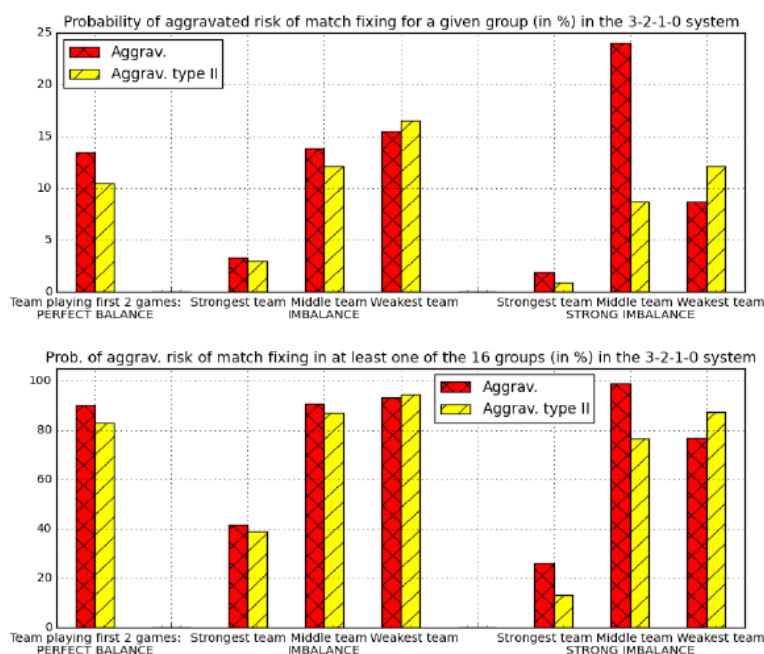 Probability of aggravated risk of match fixing for a given group (in %) in the 3-2-1-0 system
25
20
15
10
5
0
Aggrav.
Aggrav. type II
Team playing first 2 games: Strongest team Middle team Weakest team Strongest team Middle team Weakest team
PERFECT BALANCE IMBALANCE STRONG IMBALANCE
Prob. of aggrav. risk of match fixing in at least one of the 16 groups (in %) in the 3-2-1-0 system
100
80
60
40
20
0
Aggrav.
Aggrav. type II
Team playing first 2 games: Strongest team Middle team Weakest team Strongest team Middle team Weakest team
PERFECT BALANCE IMBALANCE STRONG IMBALANCE